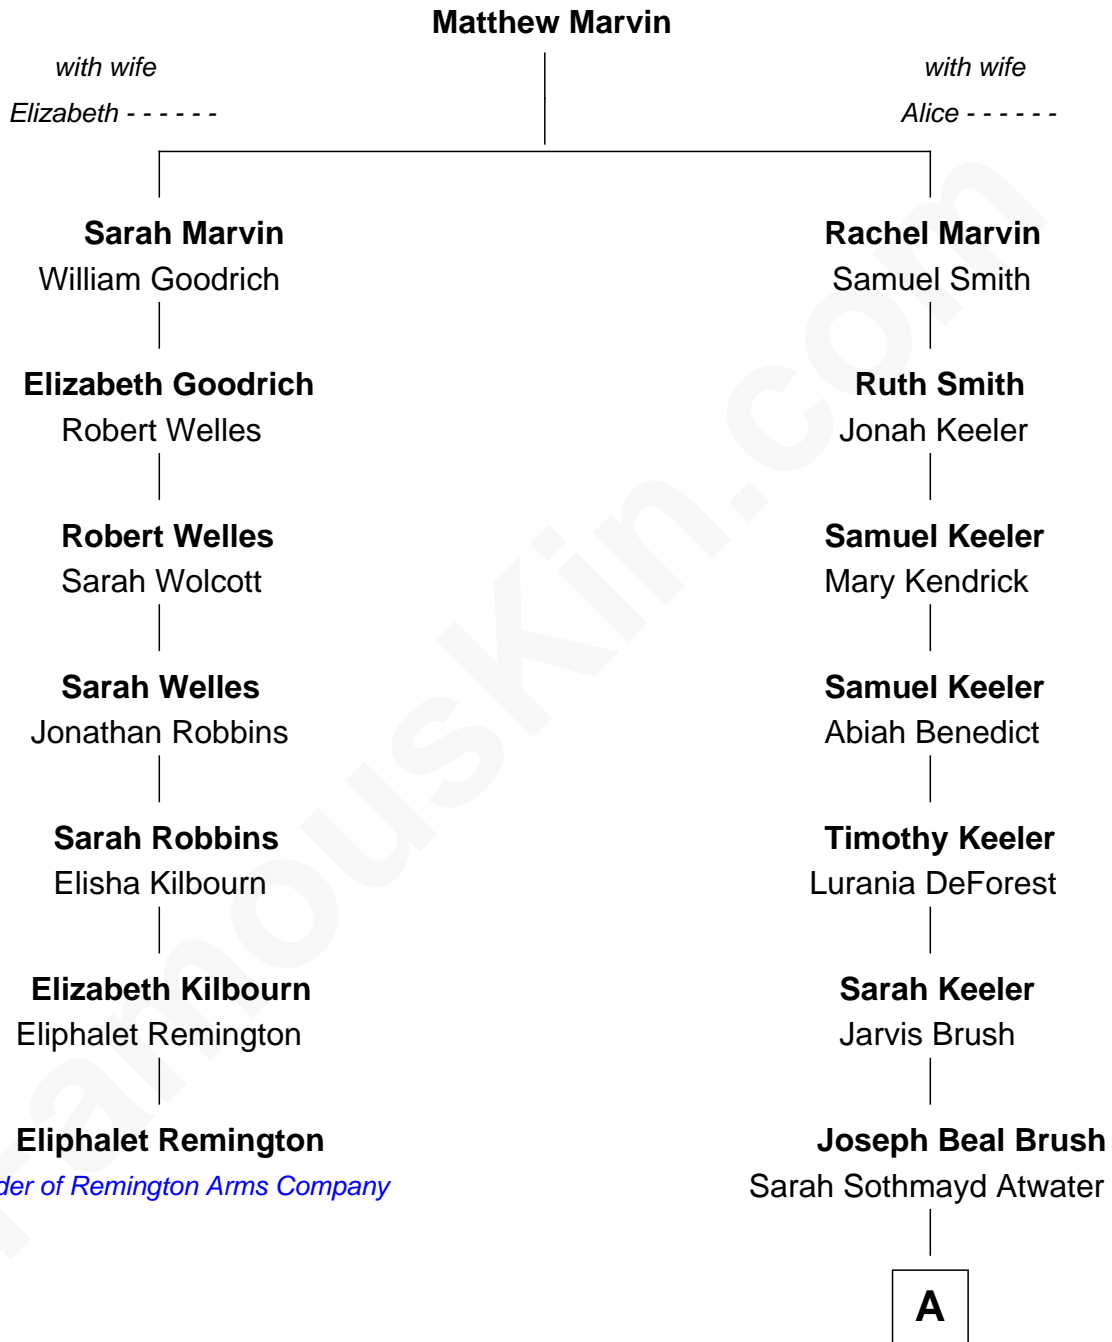 Matthew Marvin
with wife
with wife
Elizabeth - - - - - -
Alice - - - - - -
Sarah Marvin
Rachel Marvin
William Goodrich
Samuel Smith
Elizabeth Goodrich
Ruth Smith
Robert Welles
Jonah Keeler
Robert Welles
Samuel Keeler
Sarah Wolcott
Mary Kendrick
Sarah Welles
Samuel Keeler
Jonathan Robbins
Abiah Benedict
Sarah Robbins
Timothy Keeler
Elisha Kilbourn
Lurania DeForest
Elizabeth Kilbourn
Sarah Keeler
Eliphalet Remington
Jarvis Brush
Eliphalet Remington
Joseph Beal Brush
der of Remington Arms Company
Sarah Sothmayd Atwater
A
FamousKin.com